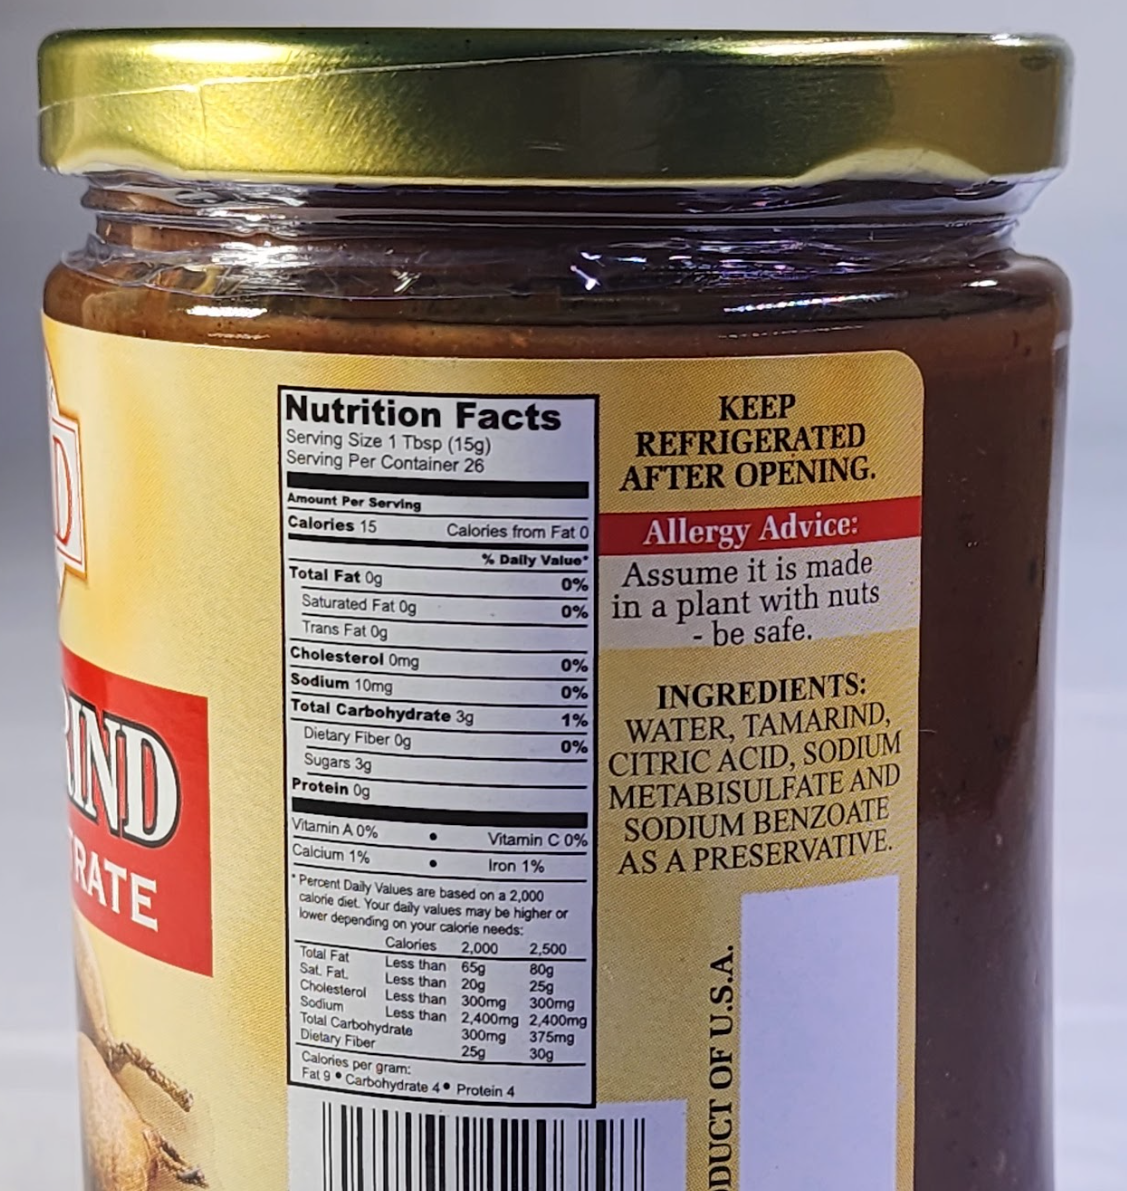 D
RIND
TRATE
Nutrition Facts
Serving Size 1 Tbsp (15g)
Serving Per Container 26
Amount Per Serving
Calories 15 Calories from Fat 0
% Daily Value*
Total Fat 0g 0%
Saturated Fat 0g 0%
Trans Fat 0g
Cholesterol 0mg 0%
Sodium 10mg 0%
Total Carbohydrate 3g 1%
Dietary Fiber 0g 0%
Sugars 3g
Protein 0g
Vitamin A 0% • Vitamin C 0%
Calcium 1% • Iron 1%
* Percent Daily Values are based on a 2,000
calorie diet. Your daily values may be higher or
lower depending on your calorie needs:
Calories 2,000 2,500
Total Fat Less than 65g 80g
Sat. Fat. Less than 20g 25g
Cholesterol Less than 300mg 300mg
Sodium Less than 2,400mg 2,400mg
Total Carbohydrate 300mg 375mg
Dietary Fiber 25g 30g
Calories per gram:
Fat 9 • Carbohydrate 4 • Protein 4
KEEP
REFRIGERATED
AFTER OPENING.
Allergy Advice:
Assume it is made
in a plant with nuts
- be safe.
INGREDIENTS:
WATER, TAMARIND,
CITRIC ACID, SODIUM
METABISULFATE AND
SODIUM BENZOATE
AS A PRESERVATIVE.
ODUCT OF U.S.A.